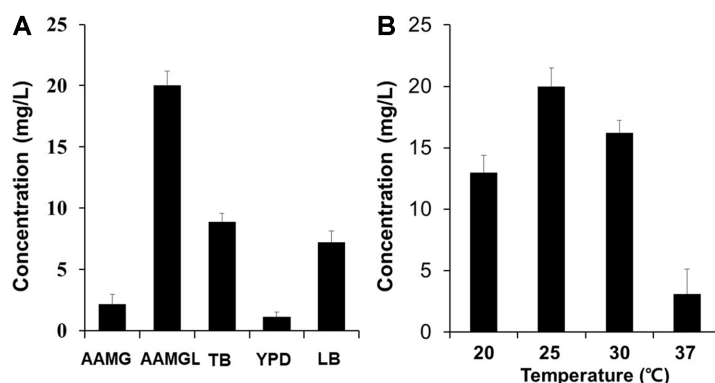 A
Concentration (mg/L)
25
20
15
10
5
0
AAMG AAMGL TB YPD LB
B
Concentration (mg/L)
25
20
15
10
5
0
20 25 30 37
Temperature (℃)